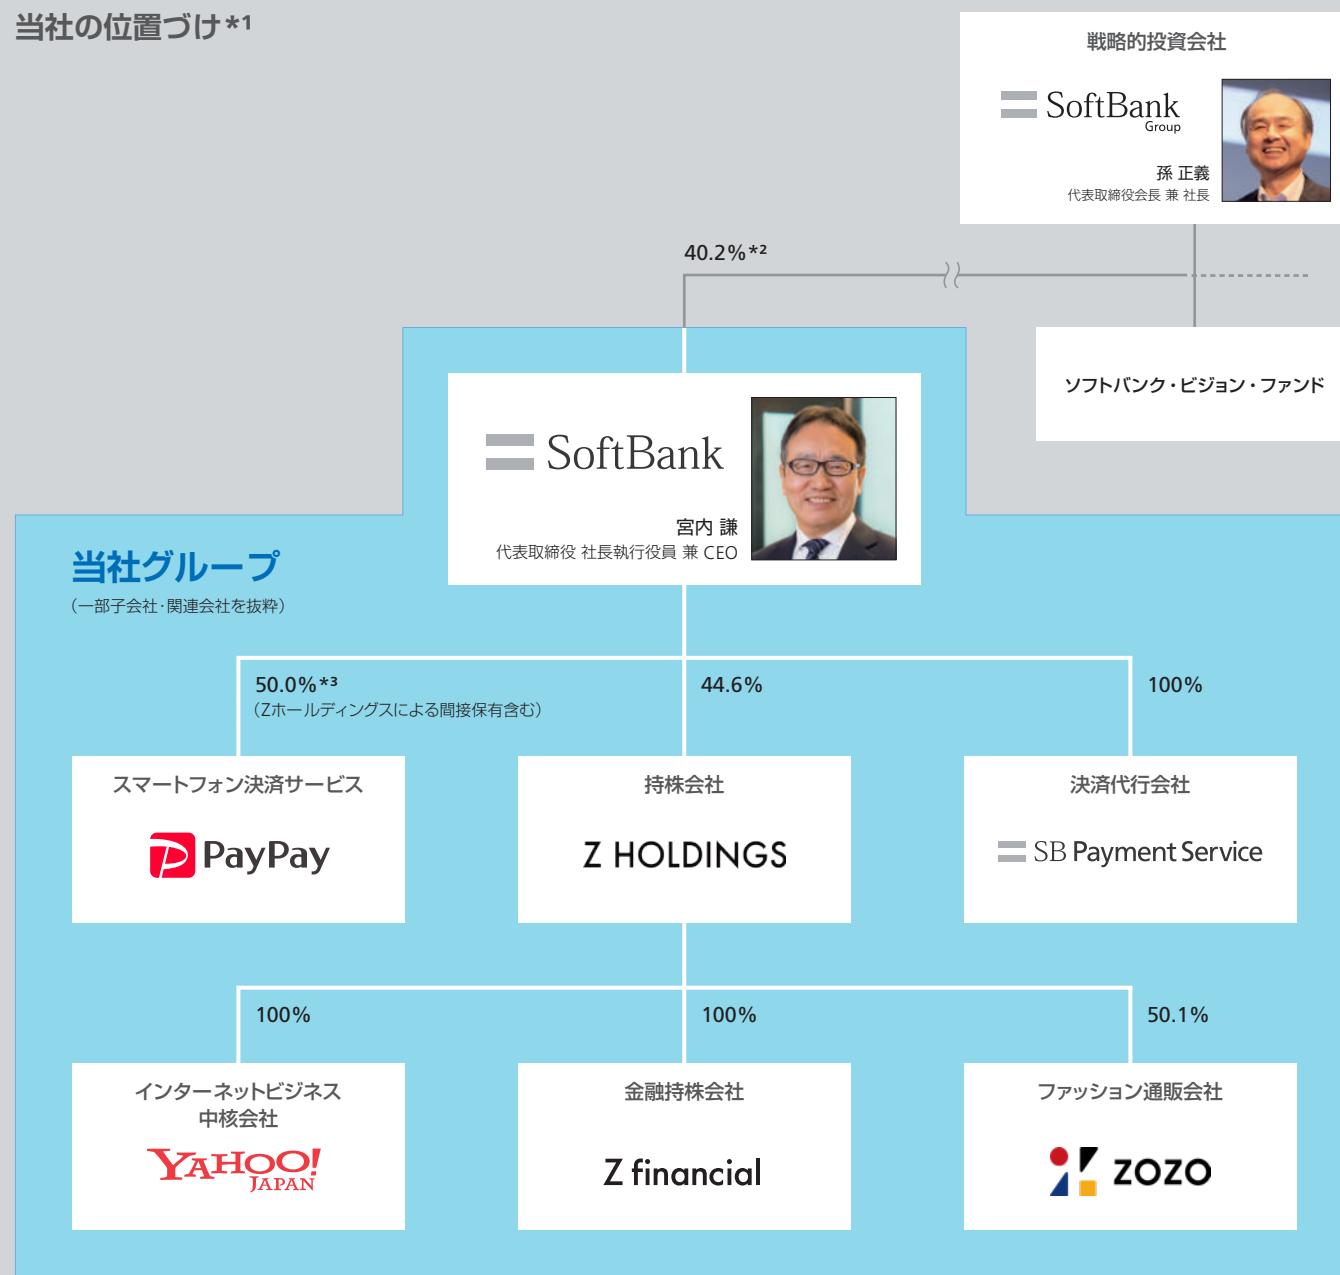 当社の位置づけ*1
戦略的投資会社
SoftBank
Group
孫 正義
代表取締役会長 兼 社長
40.2%*2
ソフトバンク・ビジョン・ファンド
SoftBank
宮内 謙
代表取締役 社長執行役員 兼 CEO
当社グループ
（一部子会社・関連会社を抜粋）
50.0%*3
（Zホールディングスによる間接保有含む）
44.6%
100%
スマートフォン決済サービス
PayPay
持株会社
Z HOLDINGS
決済代行会社
SB Payment Service
100%
100%
50.1%
インターネットビジネス
中核会社
YAHOO!
JAPAN
金融持株会社
Z financial
ファッション通販会社
ZOZO